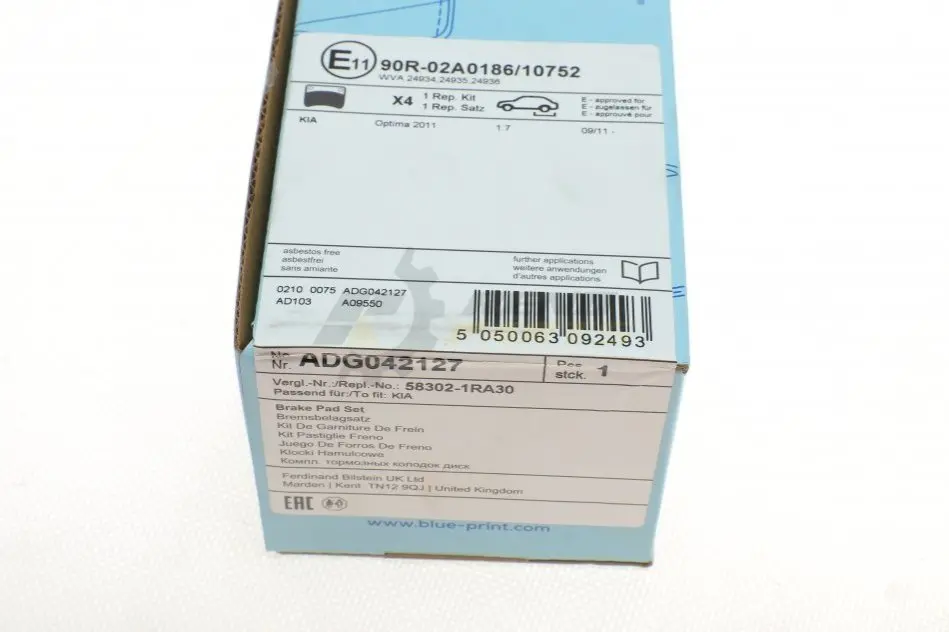 E11 90R-02A0186/10752
WVA 24934,24935,24936
X4 1 Rep. Kit
1 Rep. Satz
E - approved for
E - zugelassen für
E - approuvé pour
KIA Optima 2011 1.7 09/11 -
asbestos free
asbestfrei
sans amiante
further applications
weitere anwendungen
d'autres applications
0210 0075 ADG042127
AD103 A09550
5 050063 092493
No.
Nr. ADG042127
Pcs
stck. 1
Vergl.-Nr.:/Repl.-No.: 58302-1RA30
Passend für:/To fit: KIA
Brake Pad Set
Bremsbelagsatz
Kit De Garniture De Frein
Kit Pastiglie Freno
Juego De Forros De Freno
Klocki Hamulcowe
Компл. тормозных колодок диск
Ferdinand Bilstein UK Ltd
Marden | Kent TN12 9QJ | United Kingdom
EAC
www.blue-print.com